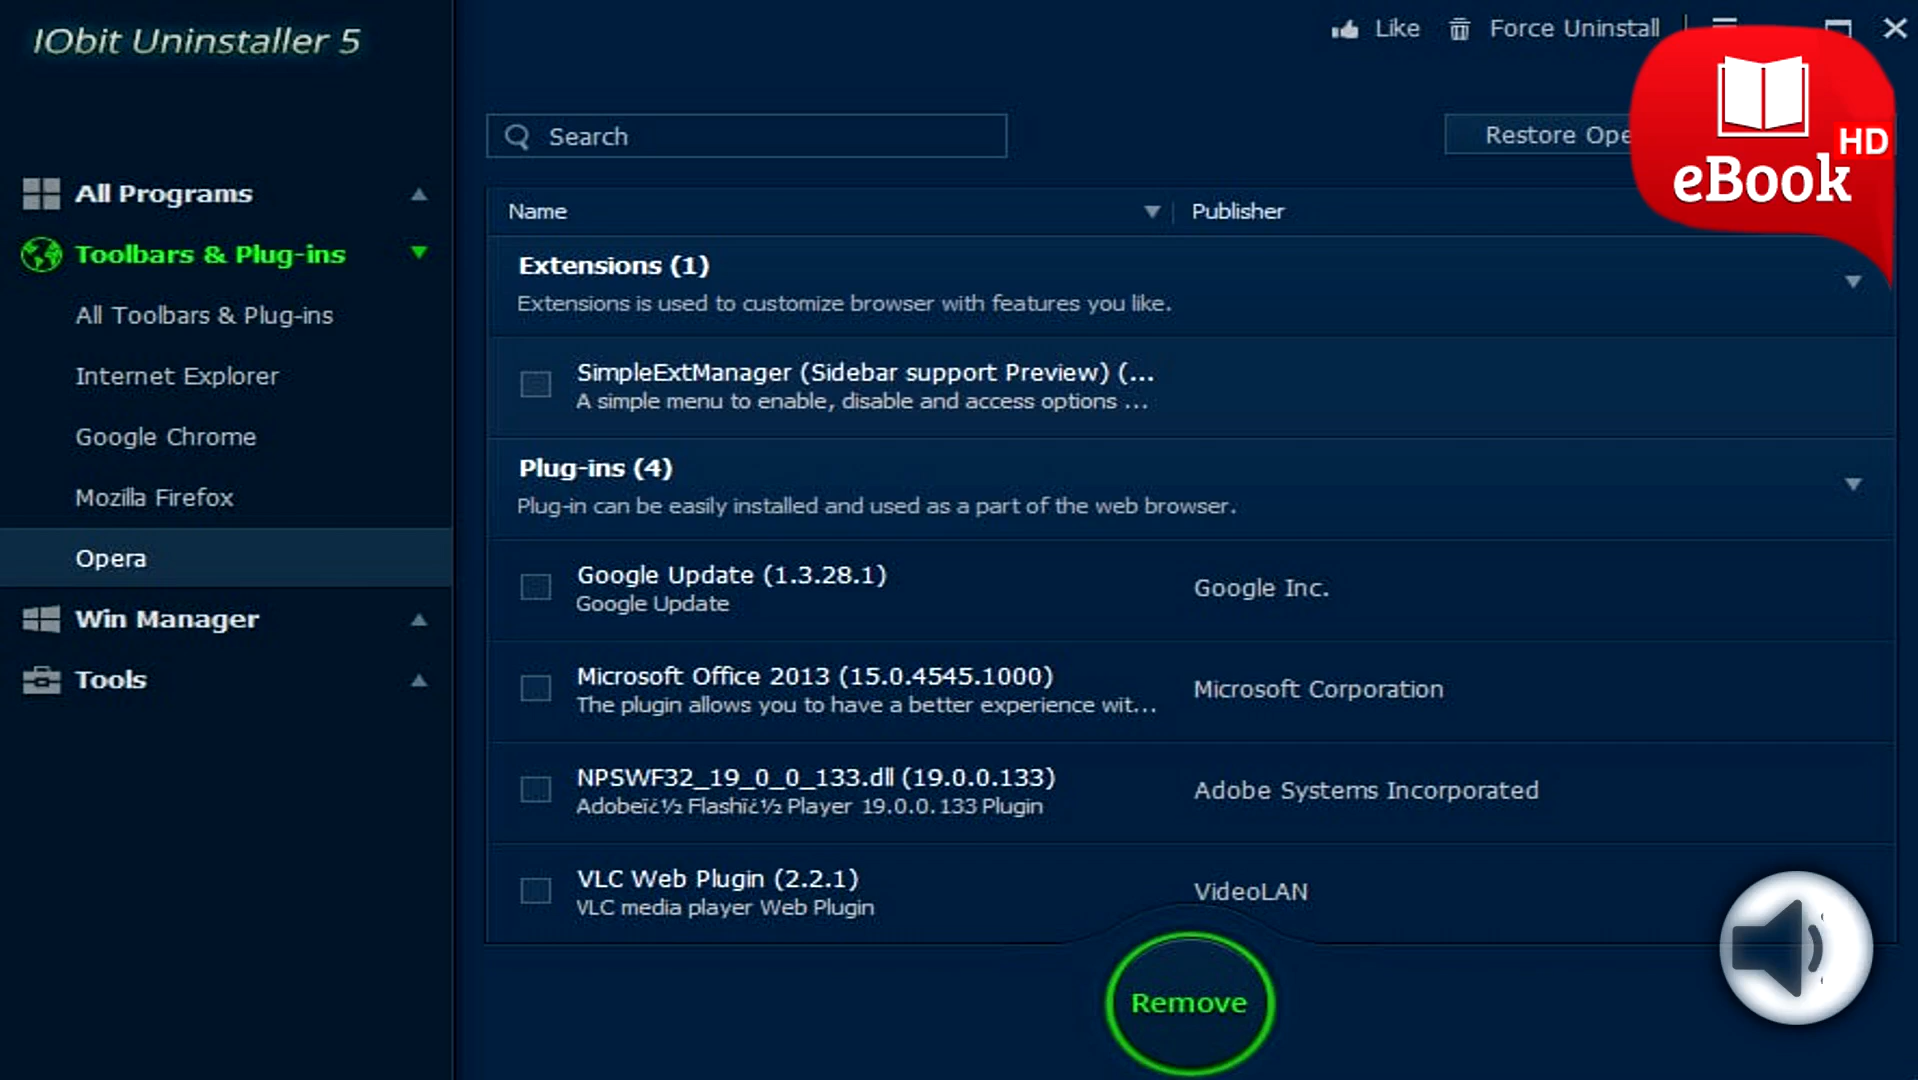 IObit Uninstaller 5
Like
Force Uninstall
Search
Restore Ope
HD
eBook
All Programs
Toolbars & Plug-ins
All Toolbars & Plug-ins
Internet Explorer
Google Chrome
Mozilla Firefox
Opera
Win Manager
Tools
Name
Publisher
Extensions (1)
Extensions is used to customize browser with features you like.
SimpleExtManager (Sidebar support Preview) (...
A simple menu to enable, disable and access options ...
Plug-ins (4)
Plug-in can be easily installed and used as a part of the web browser.
Google Update (1.3.28.1)
Google Update
Google Inc.
Microsoft Office 2013 (15.0.4545.1000)
The plugin allows you to have a better experience wit...
Microsoft Corporation
NPSWF32_19_0_0_133.dll (19.0.0.133)
Adobeï¿½ Flashï¿½ Player 19.0.0.133 Plugin
Adobe Systems Incorporated
VLC Web Plugin (2.2.1)
VLC media player Web Plugin
VideoLAN
Remove